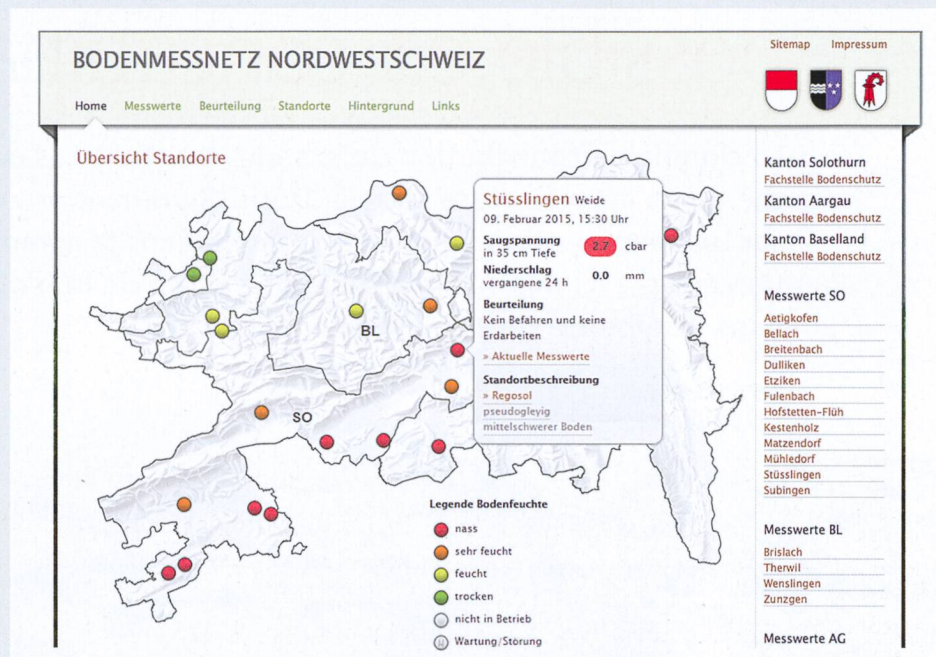 Sitemap Impressum
BODENMESSNETZ NORDWESTSCHWEIZ
Home Messwerte Beurteilung Standorte Hintergrund Links
Übersicht Standorte
BL
SO
Stüsslingen Weide
09. Februar 2015, 15:30 Uhr
Saugspannung
in 35 cm Tiefe
2.7 cbar
Niederschlag
vergangene 24 h
0.0 mm
Beurteilung
Kein Befahren und keine
Erdarbeiten
» Aktuelle Messwerte
Standortbeschreibung
» Regosol
pseudogleyig
mittelschwerer Boden
Legende Bodenfeuchte
nass
sehr feucht
feucht
trocken
nicht in Betrieb
Wartung/Störung
Kanton Solothurn
Fachstelle Bodenschutz
Kanton Aargau
Fachstelle Bodenschutz
Kanton Baselland
Fachstelle Bodenschutz
Messwerte SO
Aetigkofen
Bellach
Breitenbach
Dulliken
Etziken
Fulenbach
Hofstetten-Flüh
Kestenholz
Matzendorf
Mühledorf
Stüsslingen
Subingen
Messwerte BL
Brislach
Therwil
Wenslingen
Zunzgen
Messwerte AG